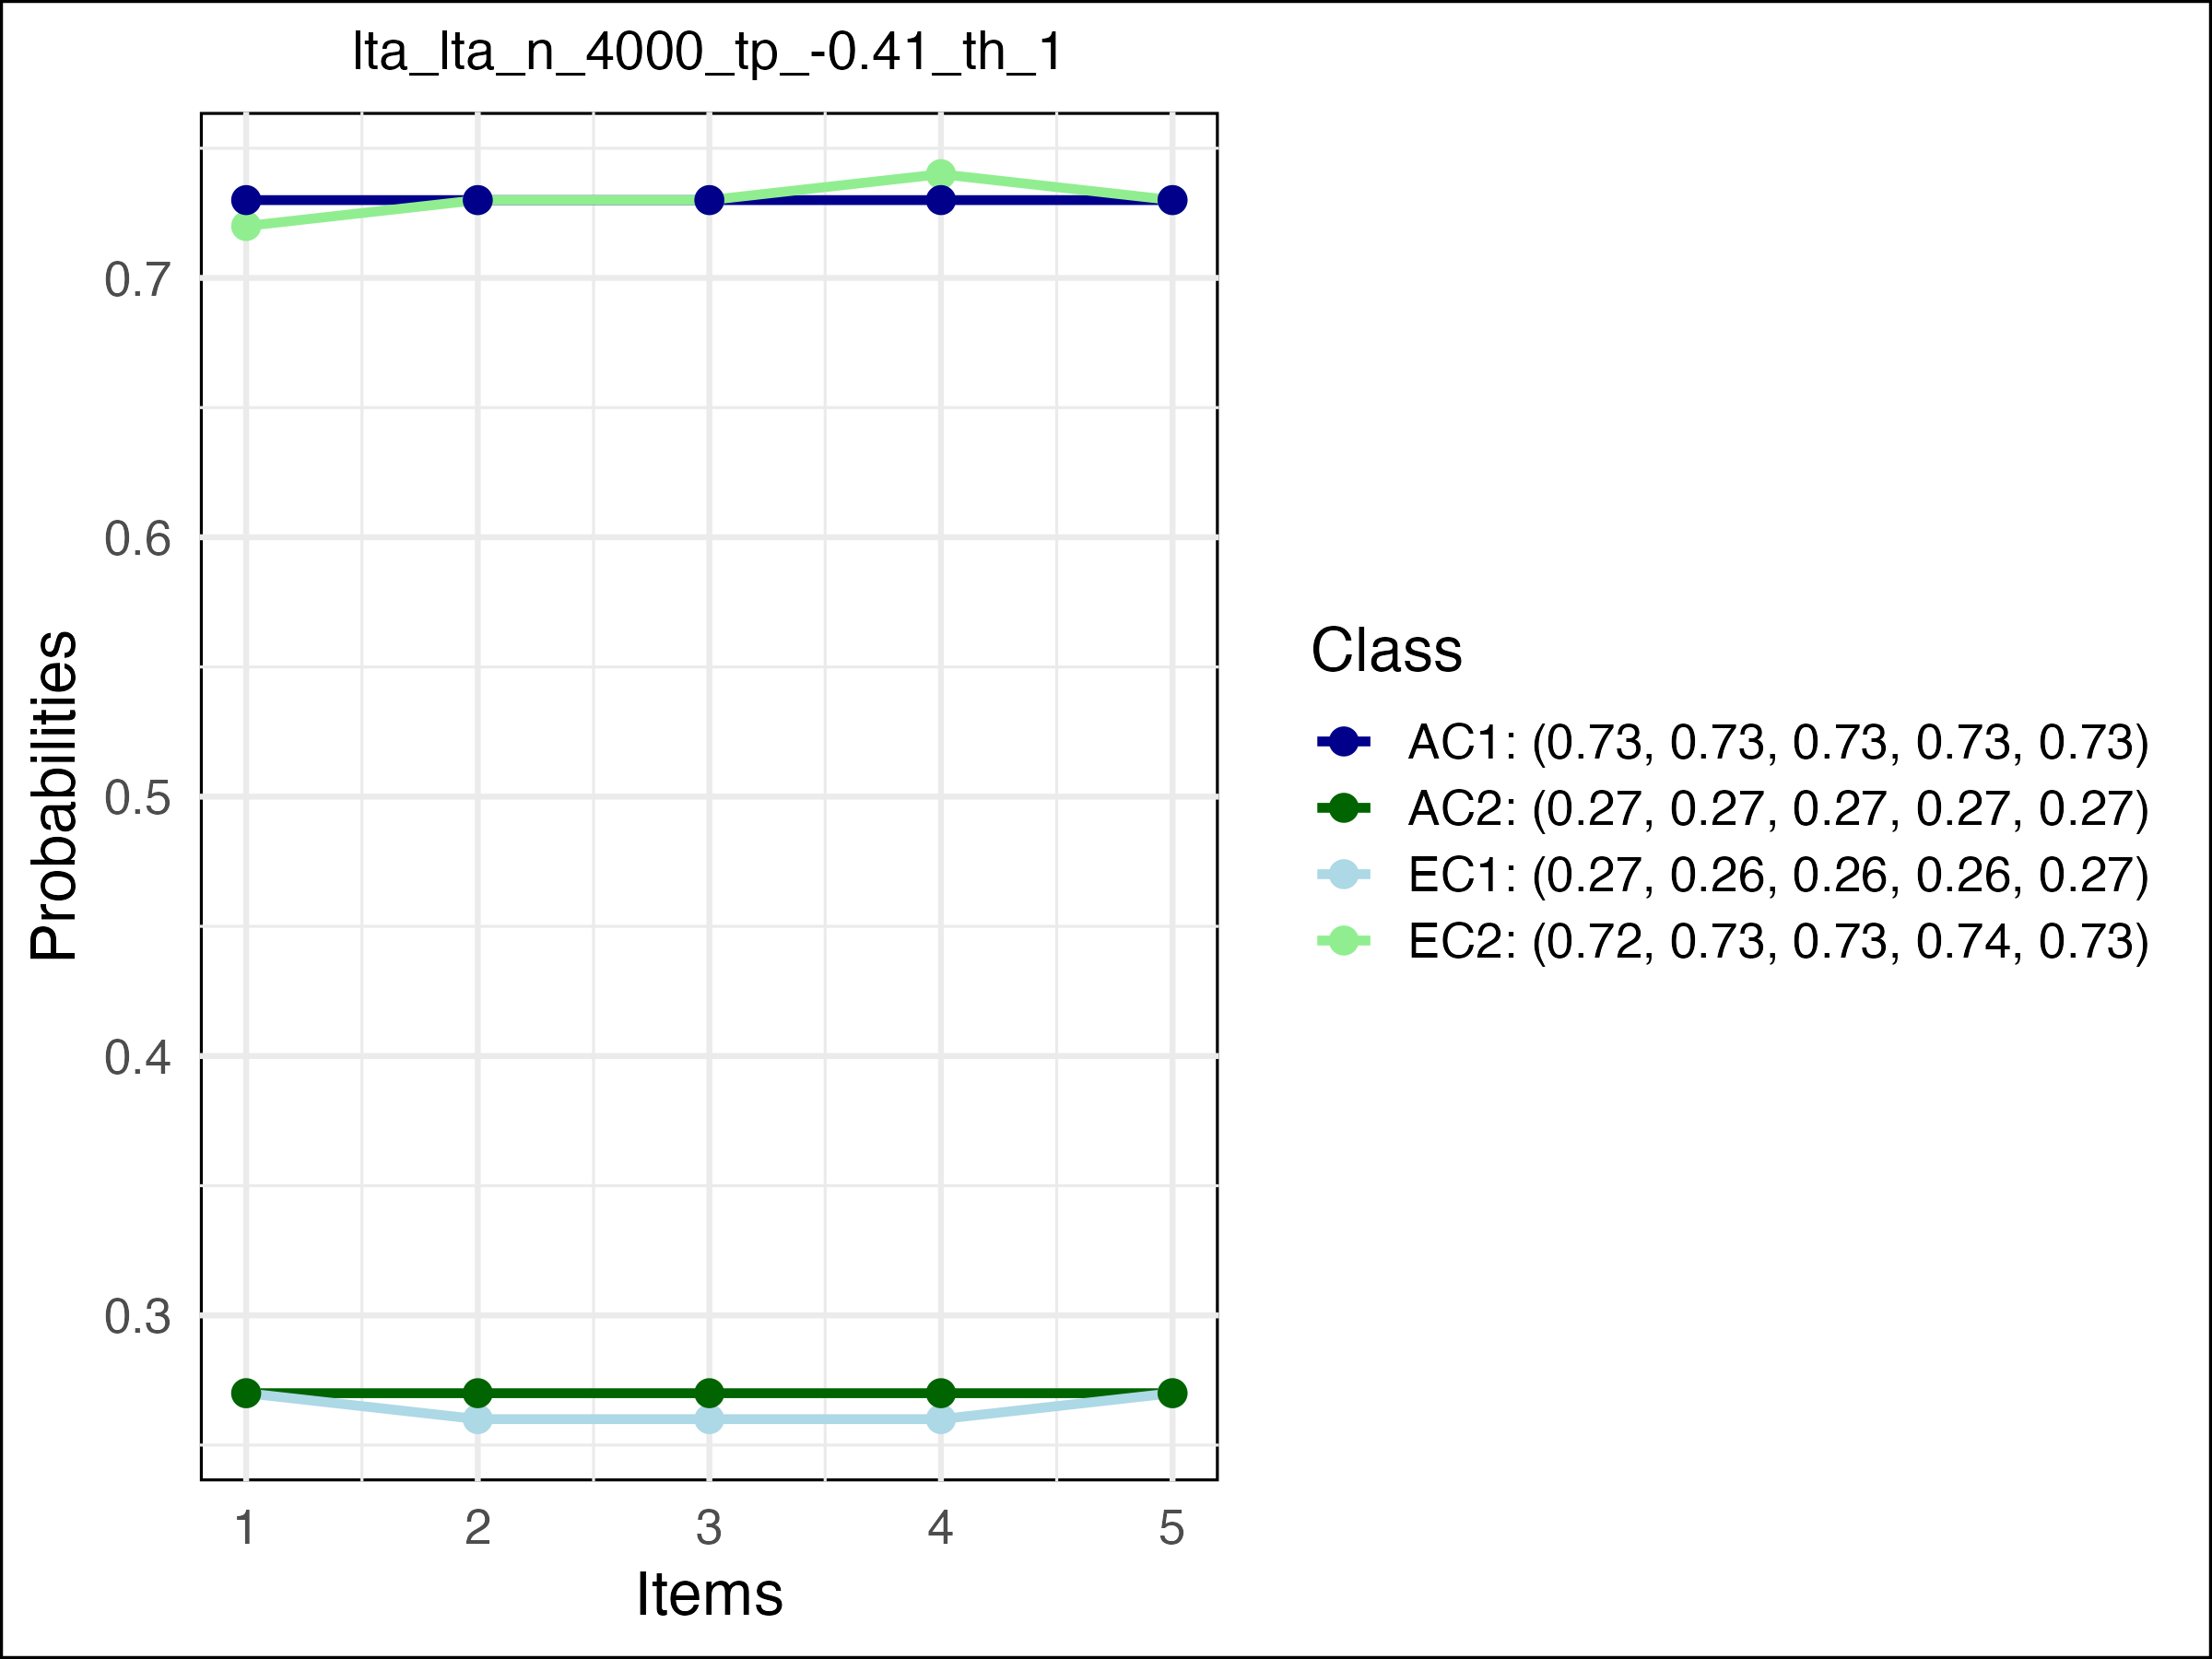 lta_lta_n_4000_tp_-0.41_th_1
Probabilities
0.7
0.6
0.5
0.4
0.3
1 2 3 4 5
Items
Class
AC1: (0.73, 0.73, 0.73, 0.73, 0.73)
AC2: (0.27, 0.27, 0.27, 0.27, 0.27)
EC1: (0.27, 0.26, 0.26, 0.26, 0.27)
EC2: (0.72, 0.73, 0.73, 0.74, 0.73)